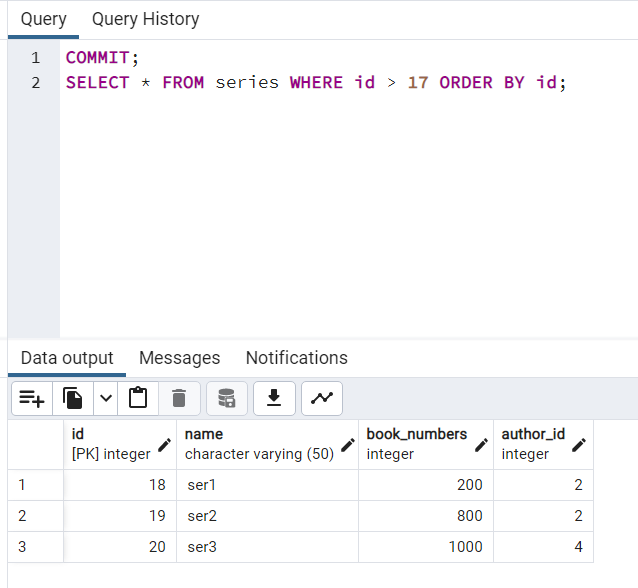 Query Query History
1 COMMIT;
2 SELECT * FROM series WHERE id > 17 ORDER BY id;
Data output Messages Notifications
id name book_numbers author_id
[PK] integer character varying (50) integer integer
1 18 ser1 200 2
2 19 ser2 800 2
3 20 ser3 1000 4